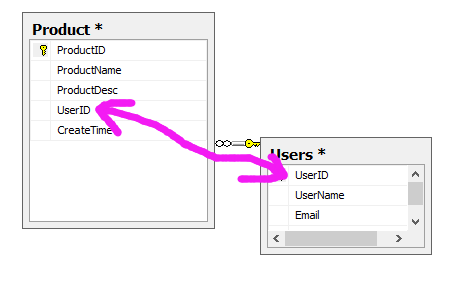 Product *
ProductID
ProductName
ProductDesc
UserID
CreateTime
Users *
UserID
UserName
Email